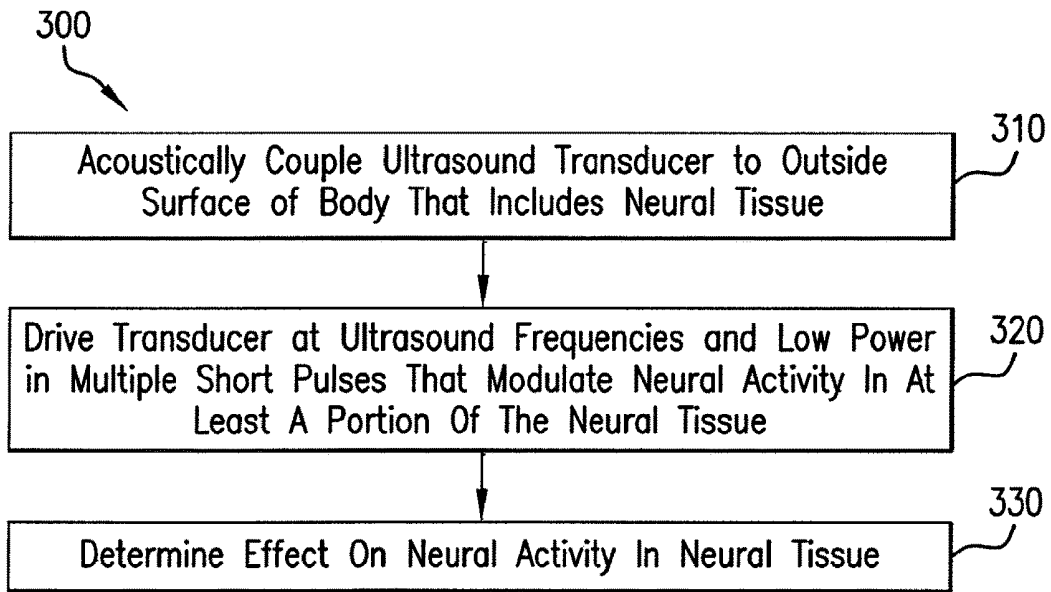 300
310
Acoustically Couple Ultrasound Transducer to Outside
Surface of Body That Includes Neural Tissue
320
Drive Transducer at Ultrasound Frequencies and Low Power
in Multiple Short Pulses That Modulate Neural Activity In At
Least A Portion Of The Neural Tissue
330
Determine Effect On Neural Activity In Neural Tissue